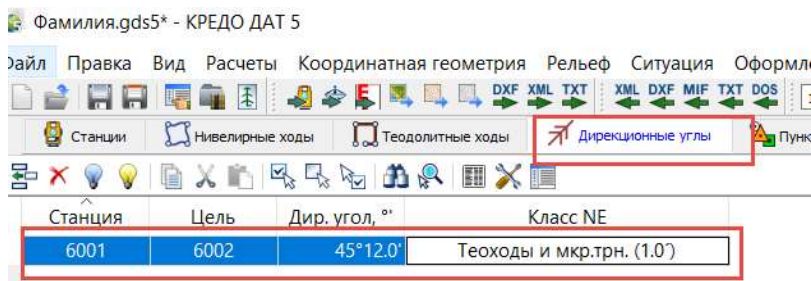 Фамилия.gds5* - КРЕДО ДАТ 5
Файл Правка Вид Расчеты Координатная геометрия Рельеф Ситуация Оформл
DXF XML TXT XML DXF MIF TXT DOS
Станции Нивелирные ходы Теодолитные ходы Дирекционные углы Пунк
Станция Цель Дир. угол, °' Класс NE
6001 6002 45°12.0' Теоходы и мкр.трн. (1.0´)